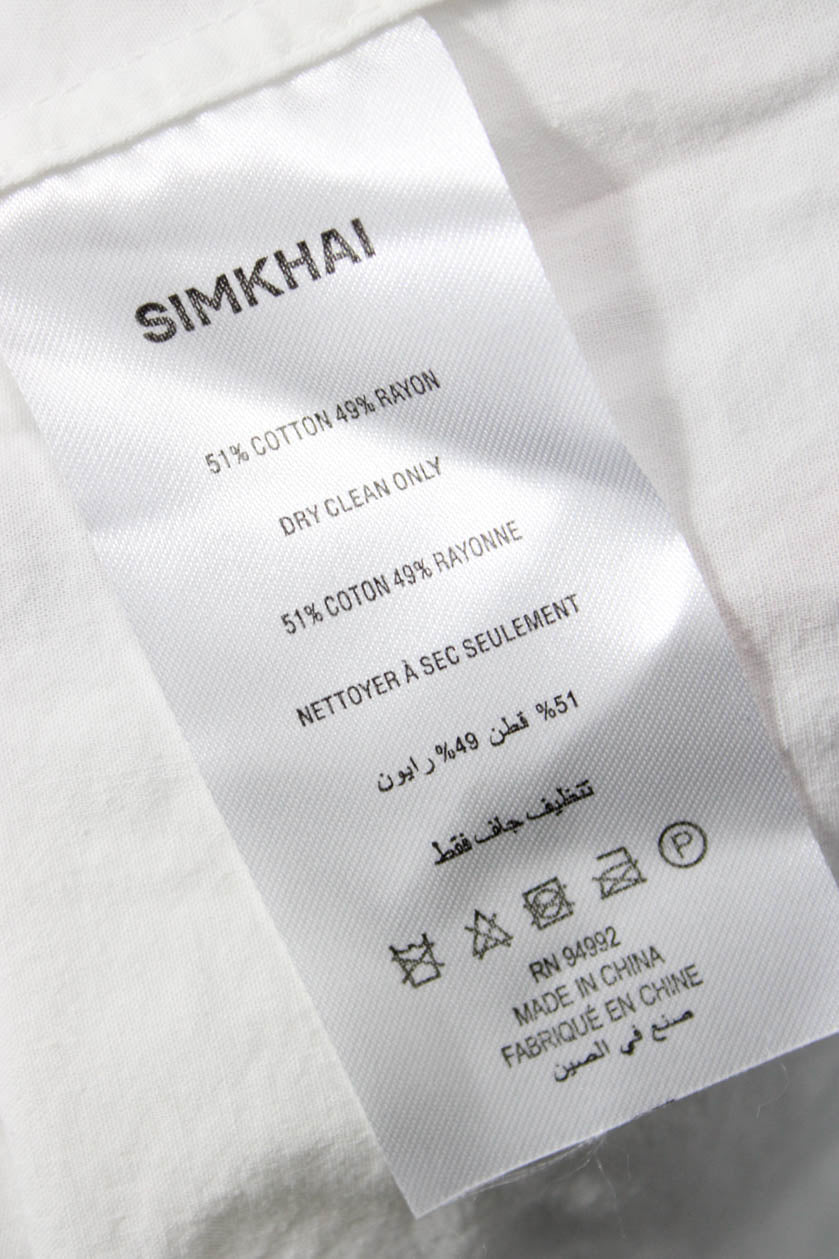 SIMKHAI
51% COTTON 49% RAYON
DRY CLEAN ONLY
51% COTON 49% RAYONNE
NETTOYER À SEC SEULEMENT
51% قطن 49% رايون
تنظيف جاف فقط
P
RN 94992
MADE IN CHINA
FABRIQUÉ EN CHINE
صنع في الصين